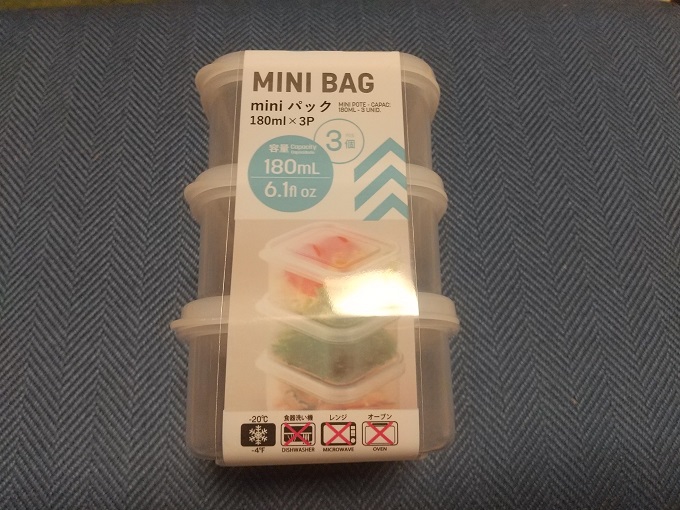 MINI BAG
mini パック
180ml×3P
MINI POTE - CAPAC.
180ML - 3 UNID.
3個
容量 Capacity
180mL
6.1fl oz
-20℃
-4℉
食器洗い機
DISHWASHER
レンジ
MICROWAVE
オーブン
OVEN